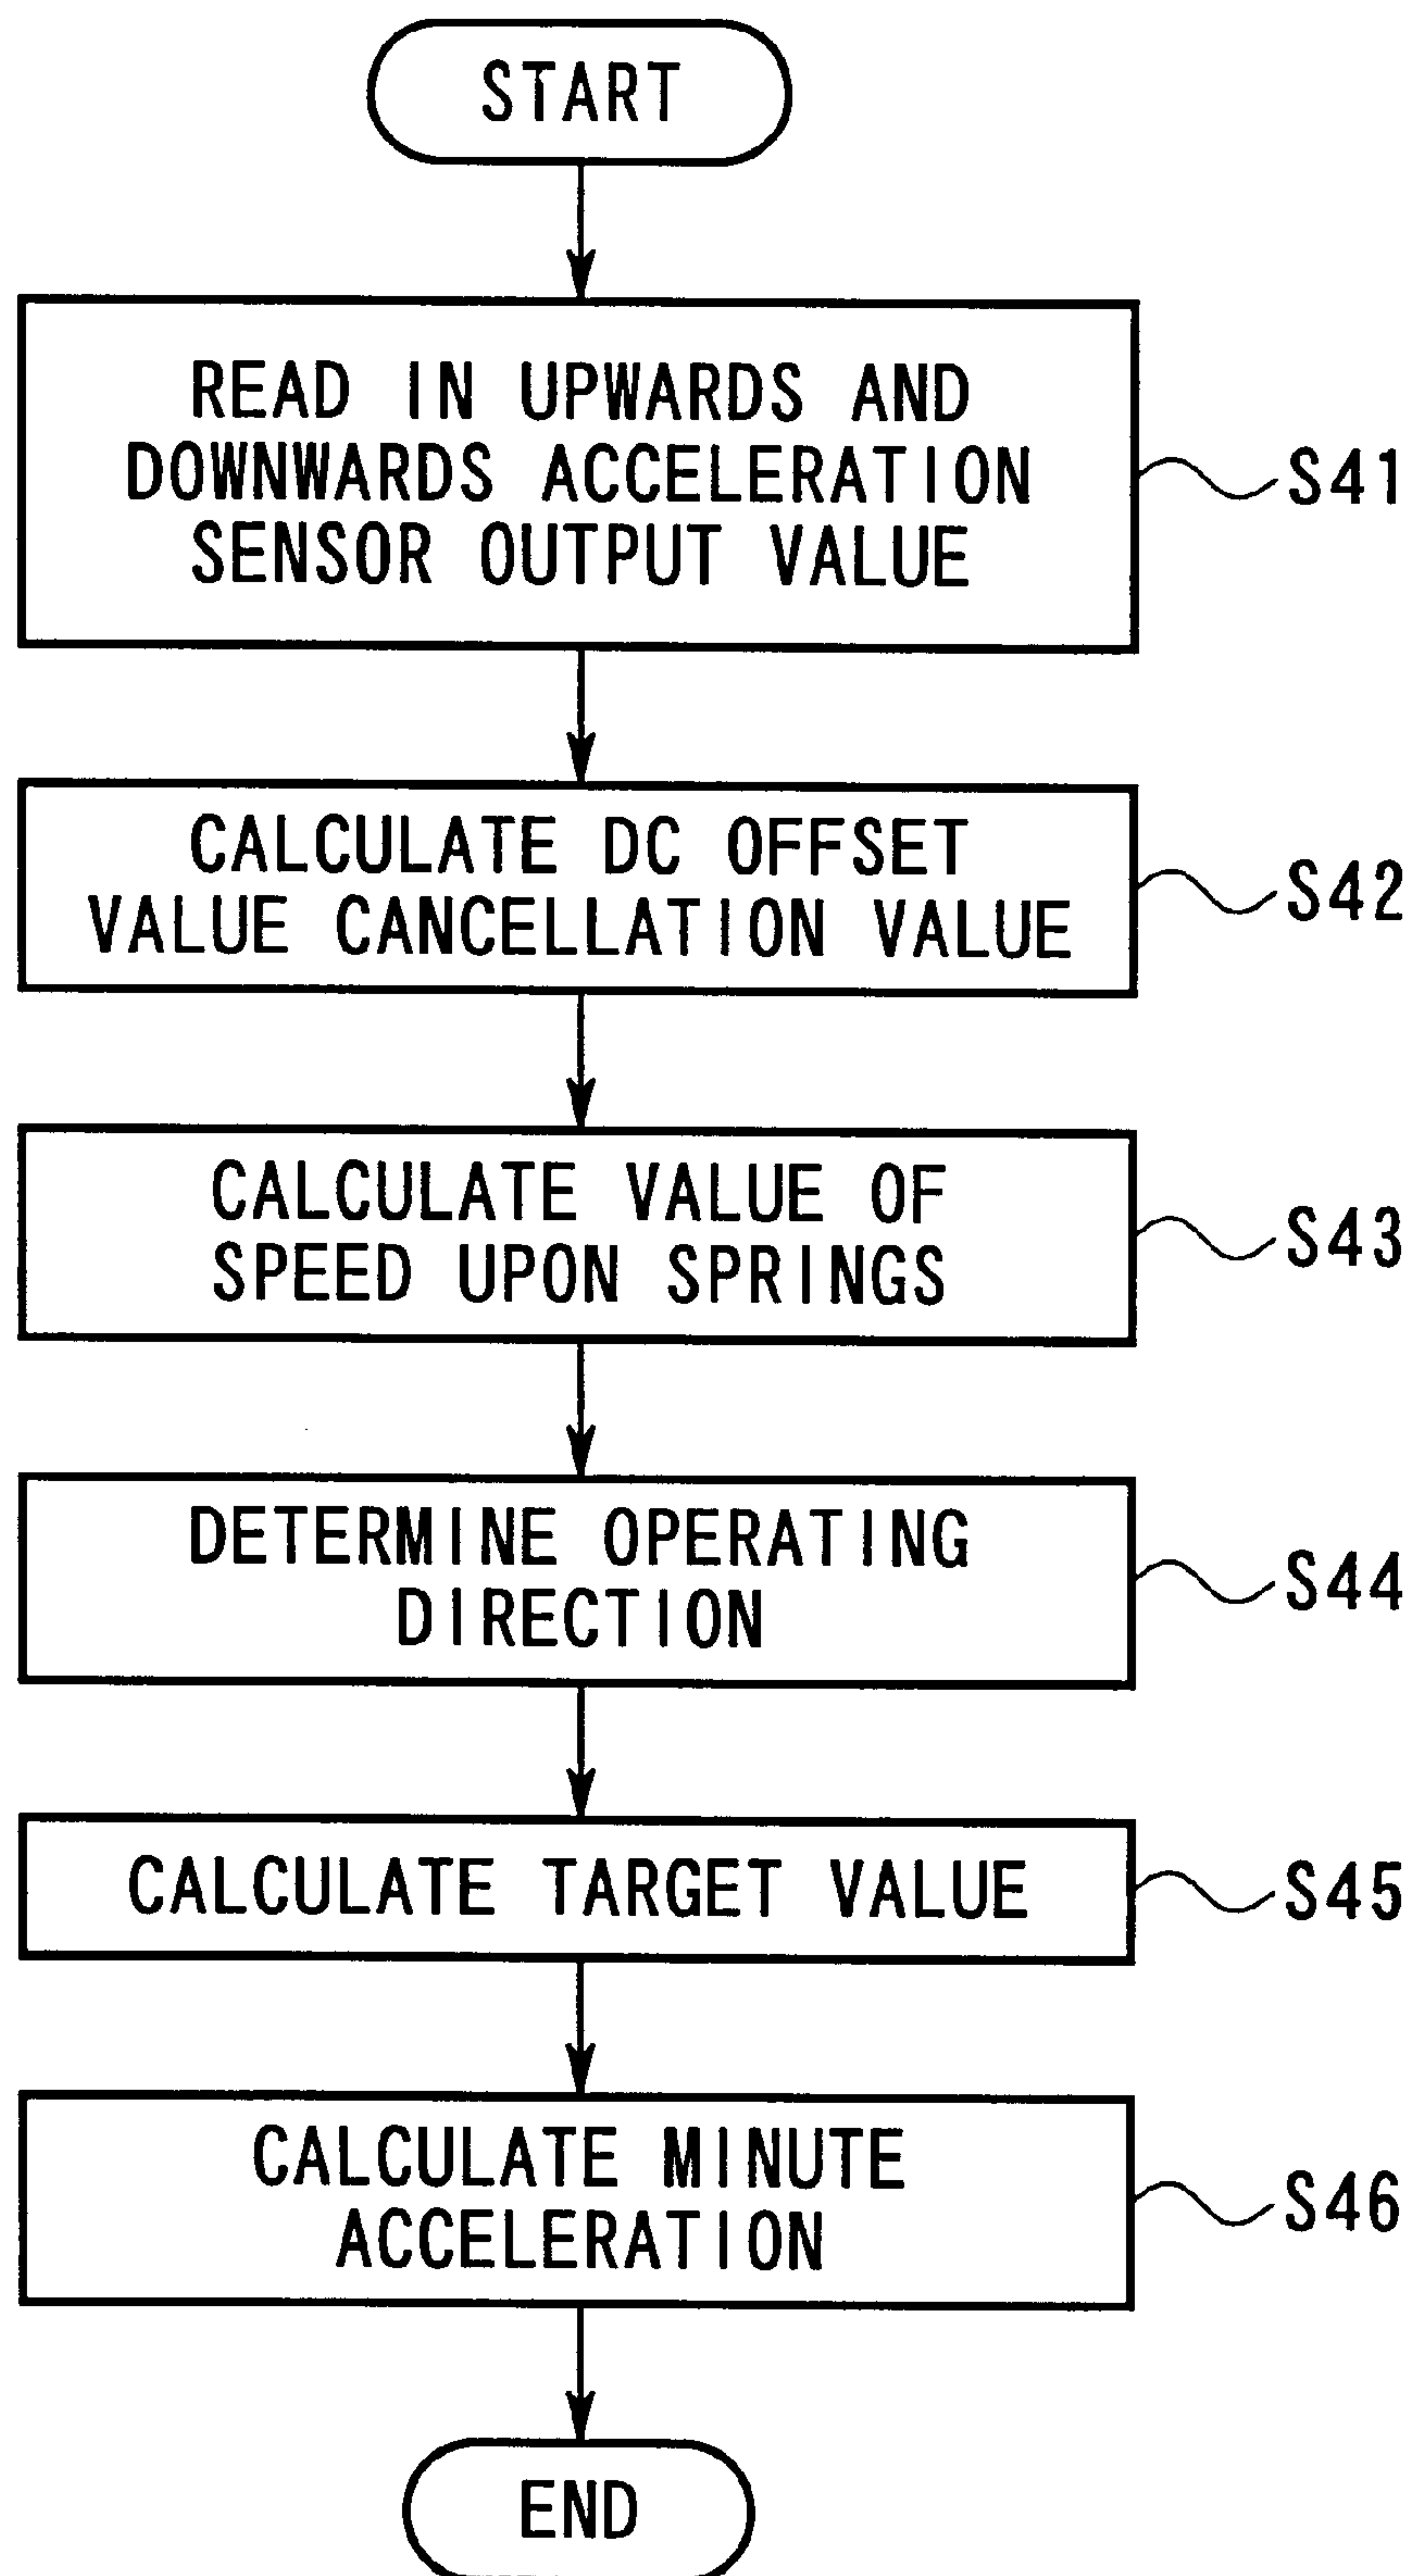 START
READ IN UPWARDS AND
DOWNWARDS ACCELERATION
SENSOR OUTPUT VALUE
S41
CALCULATE DC OFFSET
VALUE CANCELLATION VALUE
S42
CALCULATE VALUE OF
SPEED UPON SPRINGS
S43
DETERMINE OPERATING
DIRECTION
S44
CALCULATE TARGET VALUE
S45
CALCULATE MINUTE
ACCELERATION
S46
END